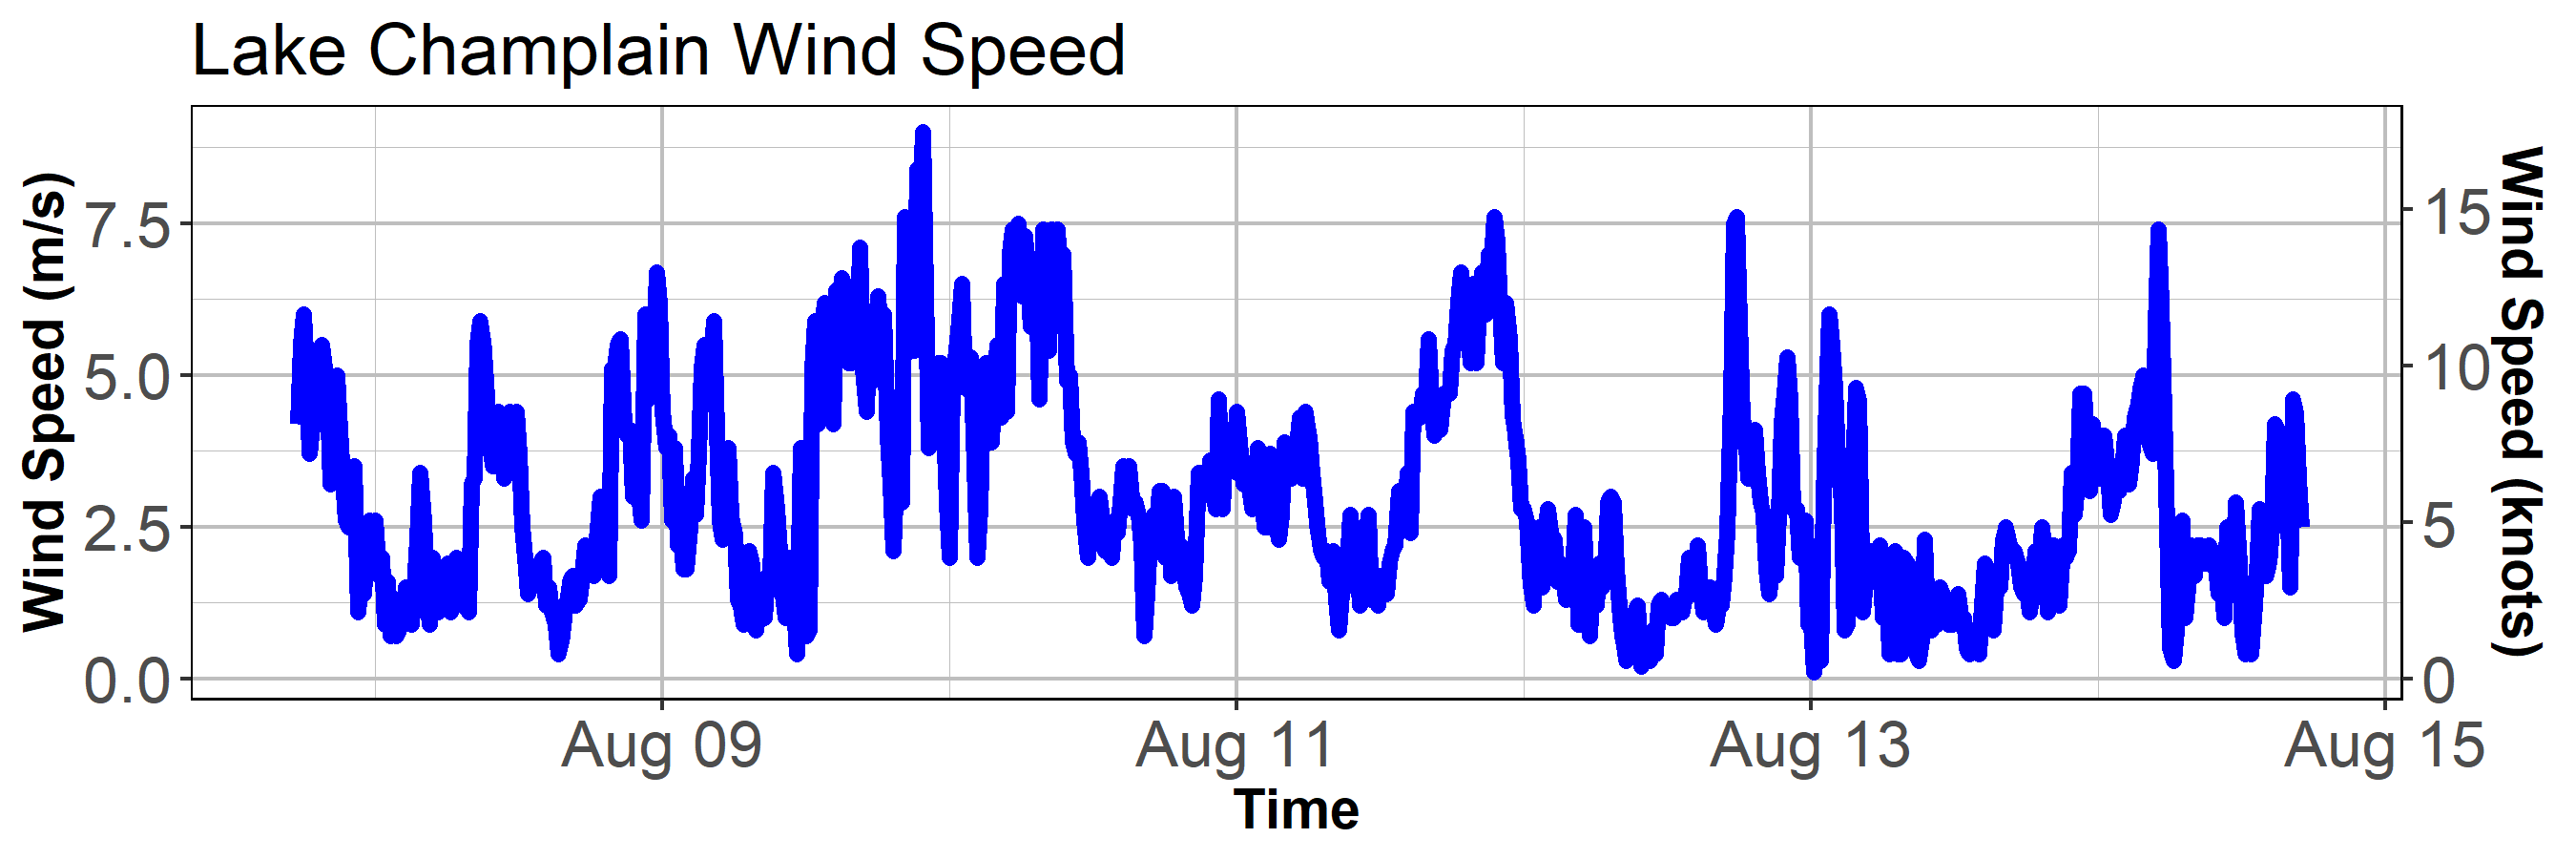 Lake Champlain Wind Speed
Wind Speed (m/s)
7.5
5.0
2.5
0.0
15
10
5
0
Wind Speed (knots)
Aug 09
Aug 11
Aug 13
Aug 15
Time